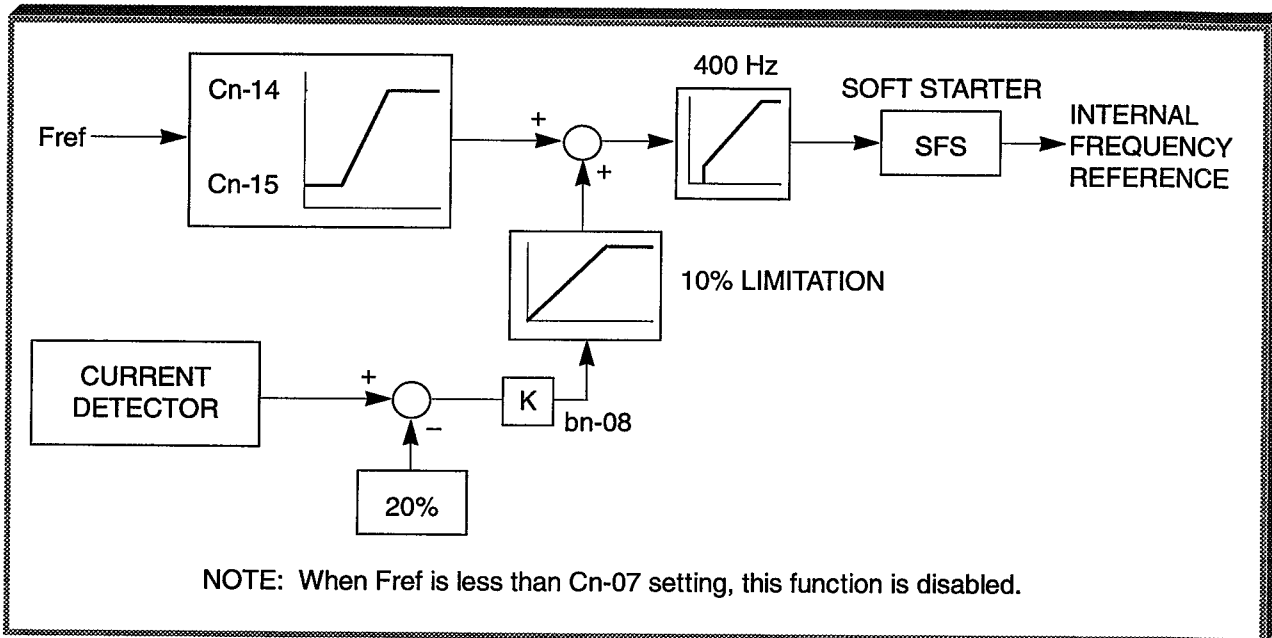 400 Hz
Cn-14
SOFT STARTER
Fref
+
+
SFS
INTERNAL
FREQUENCY
REFERENCE
Cn-15
10% LIMITATION
CURRENT
DETECTOR
+
−
K
bn-08
20%
NOTE: When Fref is less than Cn-07 setting, this function is disabled.